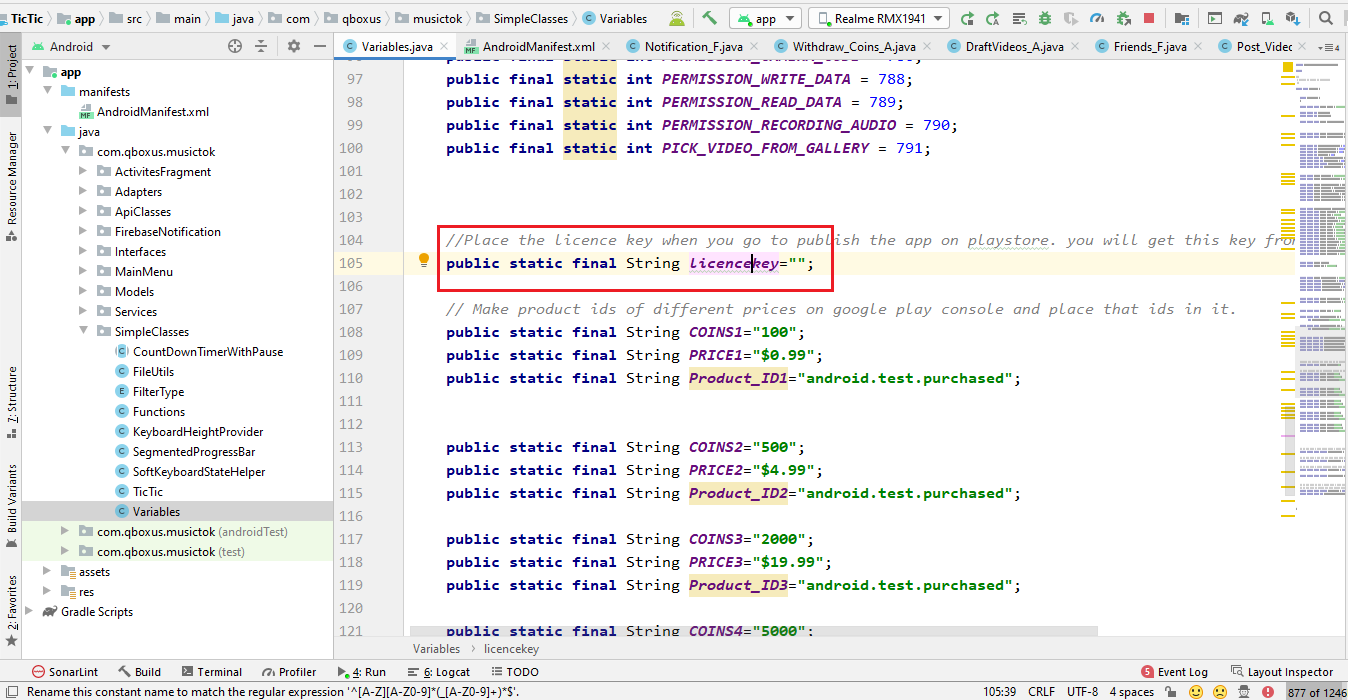 TicTic app src main java com qboxus musictok SimpleClasses Variables app Realme RMX1941
Android Variables.java AndroidManifest.xml Notification_F.java Withdraw_Coins_A.java DraftVideos_A.java Friends_F.java Post_Videc 4
1: Project
Resource Manager
7: Structure
Build Variants
2: Favorites
app
manifests
AndroidManifest.xml
java
com.qboxus.musictok
ActivitesFragment
Adapters
ApiClasses
FirebaseNotification
Interfaces
MainMenu
Models
Services
SimpleClasses
CountDownTimerWithPause
FileUtils
FilterType
Functions
KeyboardHeightProvider
SegmentedProgressBar
SoftKeyboardStateHelper
TicTic
Variables
com.qboxus.musictok (androidTest)
com.qboxus.musictok (test)
assets
res
Gradle Scripts
97 public final static int PERMISSION_WRITE_DATA = 788;
98 public final static int PERMISSION_READ_DATA = 789;
99 public final static int PERMISSION_RECORDING_AUDIO = 790;
100 public final static int PICK_VIDEO_FROM_GALLERY = 791;
101
102
103
104 //Place the licence key when you go to publish the app on playstore. you will get this key from
105 public static final String licencekey="";
106
107 // Make product ids of different prices on google play console and place that ids in it.
108 public static final String COINS1="100";
109 public static final String PRICE1="$0.99";
110 public static final String Product_ID1="android.test.purchased";
111
112
113 public static final String COINS2="500";
114 public static final String PRICE2="$4.99";
115 public static final String Product_ID2="android.test.purchased";
116
117 public static final String COINS3="2000";
118 public static final String PRICE3="$19.99";
119 public static final String Product_ID3="android.test.purchased";
120
121 public static final String COINS4="5000";
Variables licencekey
SonarLint Build Terminal Profiler 4: Run 6: Logcat TODO 5 Event Log Layout Inspector
Rename this constant name to match the regular expression '^[A-Z][A-Z0-9]*(_[A-Z0-9]+)*$'. 105:39 CRLF UTF-8 4 spaces 877 of 1246